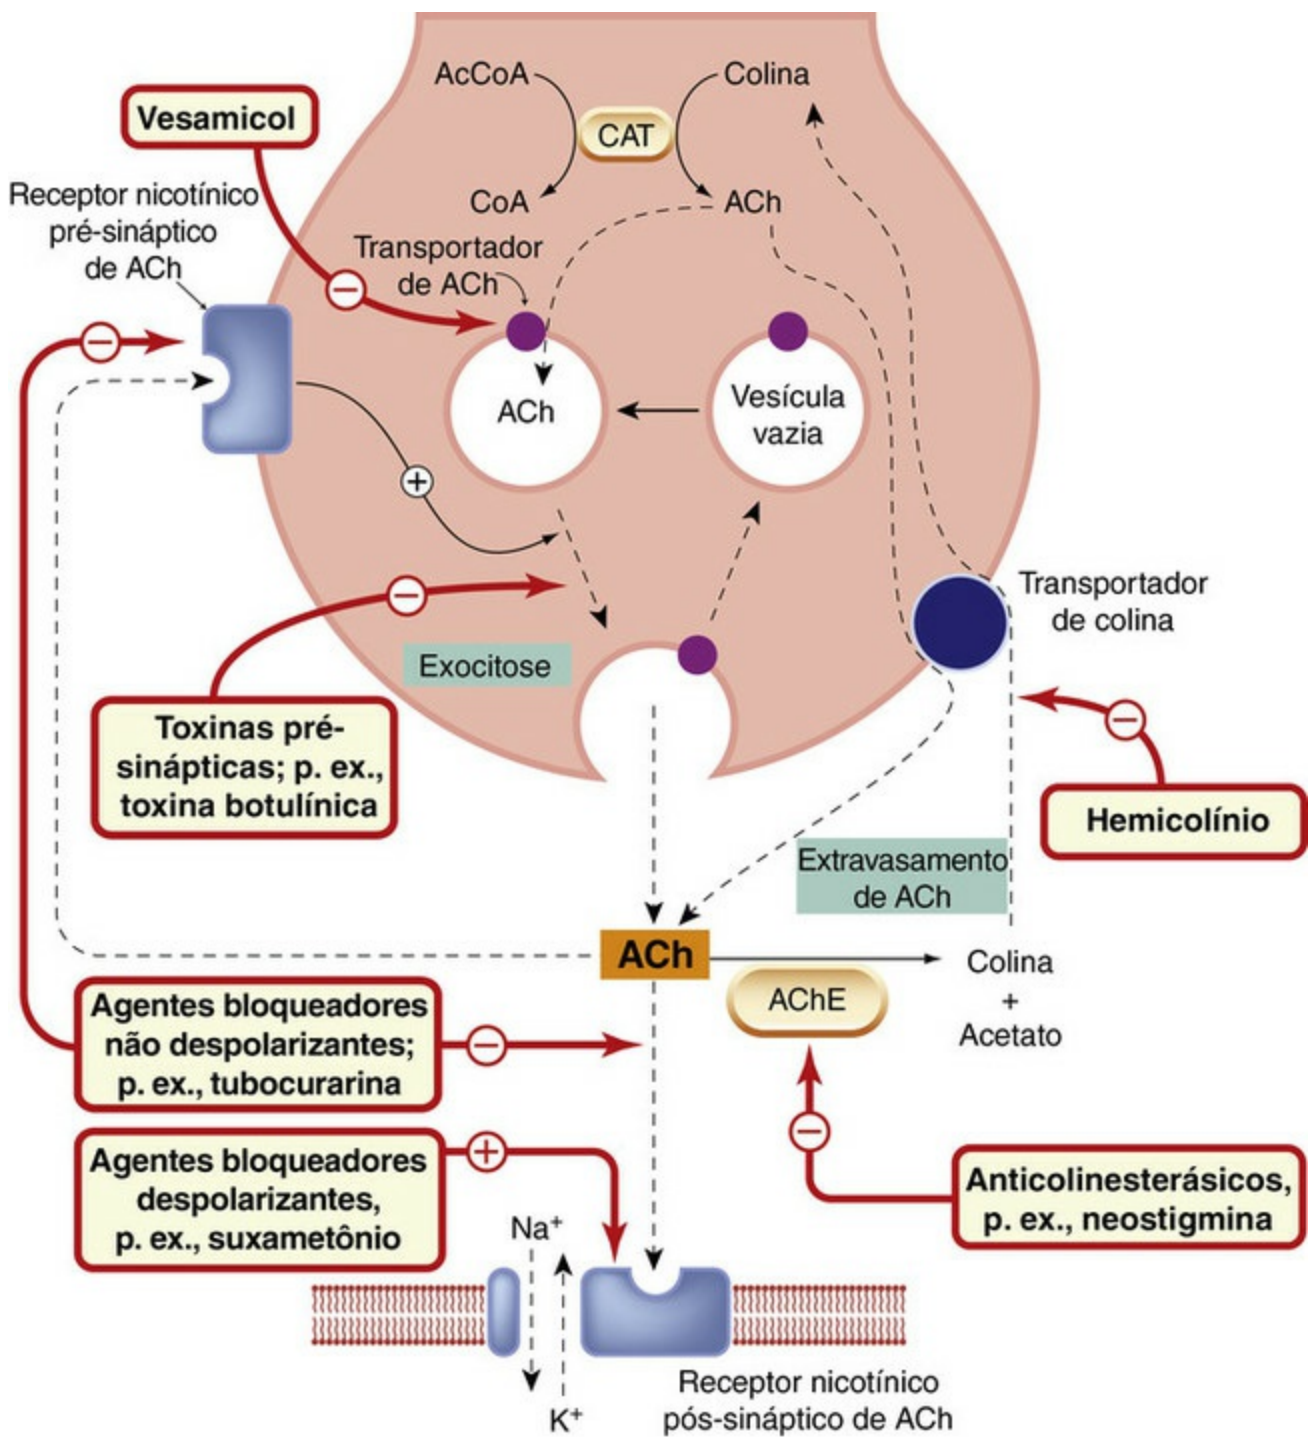 AcCoA
Colina
Vesamicol
CAT
Receptor nicotínico
pré-sináptico
de ACh
CoA
ACh
Transportador
de ACh
ACh
Vesícula
vazia
+
Transportador
de colina
Exocitose
Toxinas pré-
sinápticas; p. ex.,
toxina botulínica
Hemicolínio
Extravasamento
de ACh
ACh
Colina
+
Acetato
AChE
Agentes bloqueadores
não despolarizantes;
p. ex., tubocurarina
Agentes bloqueadores
despolarizantes,
p. ex., suxametônio
Anticolinesterásicos,
p. ex., neostigmina
Na⁺
K⁺
Receptor nicotínico
pós-sináptico de ACh